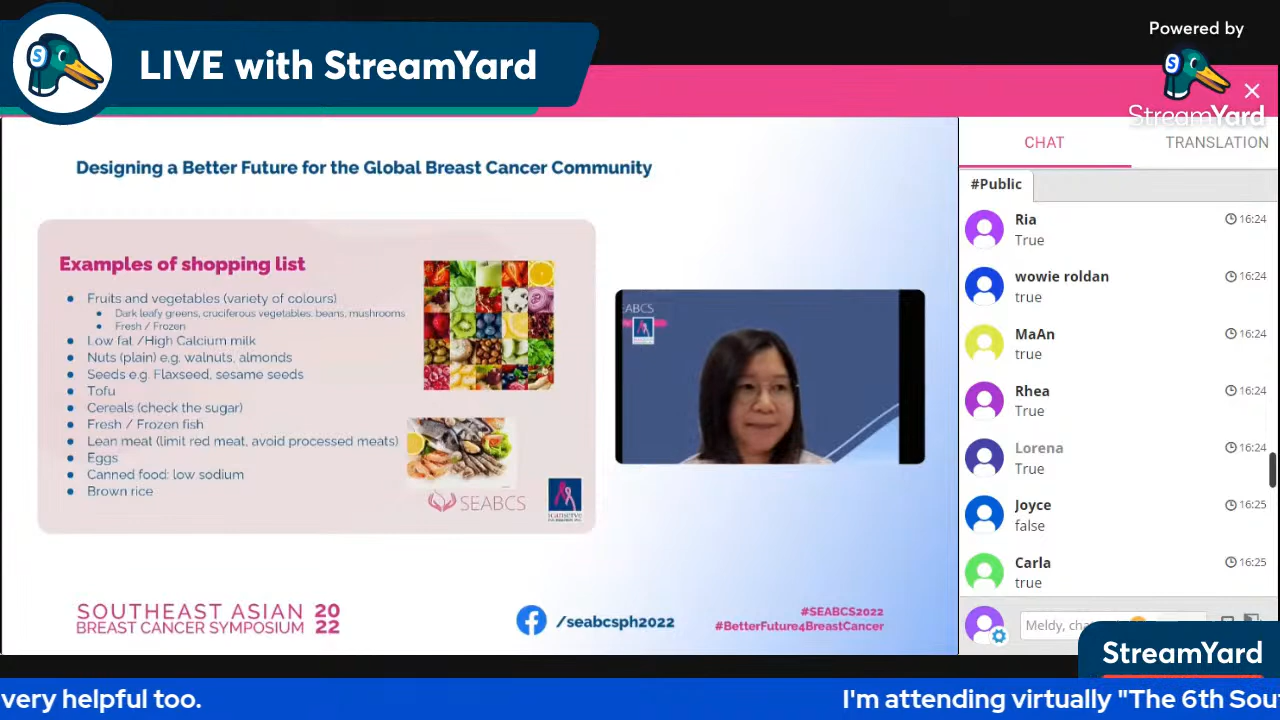 LIVE with StreamYard
Powered by
StreamYard
Designing a Better Future for the Global Breast Cancer Community
Examples of shopping list
Fruits and vegetables (variety of colours)
Dark leafy greens, cruciferous vegetables, beans, mushrooms
Fresh / Frozen
Low fat /High Calcium milk
Nuts (plain) e.g. walnuts, almonds
Seeds e.g. Flaxseed, sesame seeds
Tofu
Cereals (check the sugar)
Fresh / Frozen fish
Lean meat (limit red meat, avoid processed meats)
Eggs
Canned food: low sodium
Brown rice
SEABCS
EABCS
SOUTHEAST ASIAN
BREAST CANCER SYMPOSIUM
20
22
/seabcsph2022
#SEABCS2022
#BetterFuture4BreastCancer
CHAT
TRANSLATION
#Public
Ria 16:24
True
wowie roldan 16:24
true
MaAn 16:24
true
Rhea 16:24
True
Lorena 16:24
True
Joyce 16:25
false
Carla 16:25
true
Meldy, cha
StreamYard
very helpful too.
I'm attending virtually "The 6th Sou